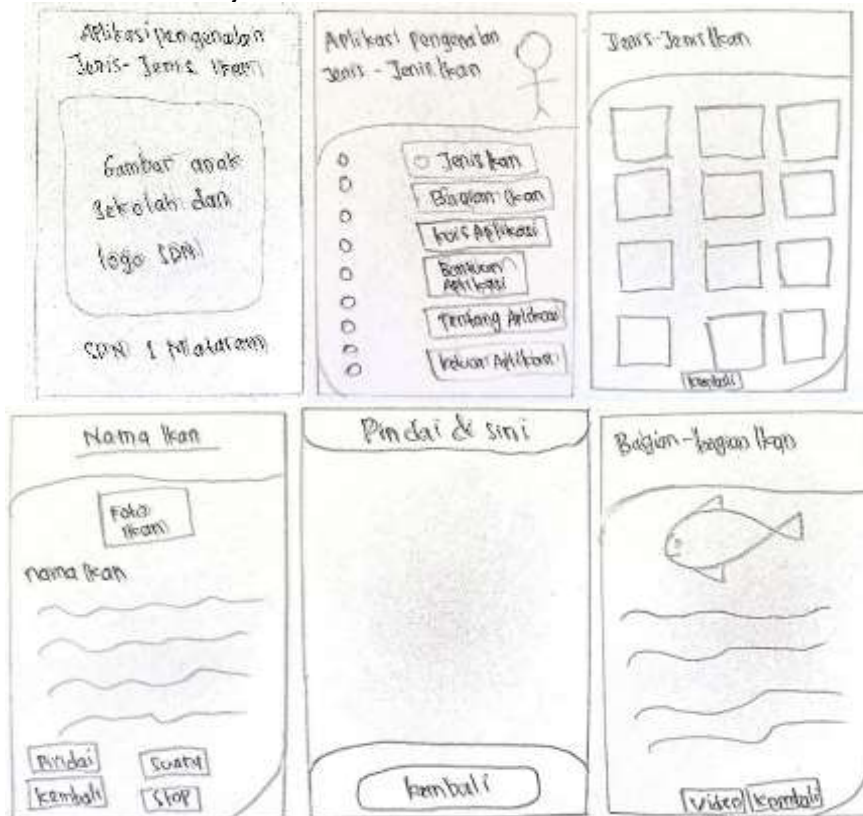 Aplikasi pengenalan
Jenis-Jenis Ikan
Gambar anak
sekolah dan
logo SDN
SDN 1 Mataram
Aplikasi pengenalan
Jenis-Jenis Ikan
Jenis Ikan
Bagian Ikan
kuis Aplikasi
Bantuan
Aplikasi
Tentang Aplikasi
keluar Aplikasi
Jenis-Jenis Ikan
kembali
Nama Ikan
Foto
Ikan
nama Ikan
Pindai
Suara
kembali
Stop
Pindai di sini
kembali
Bagian-bagian Ikan
Video
kembali